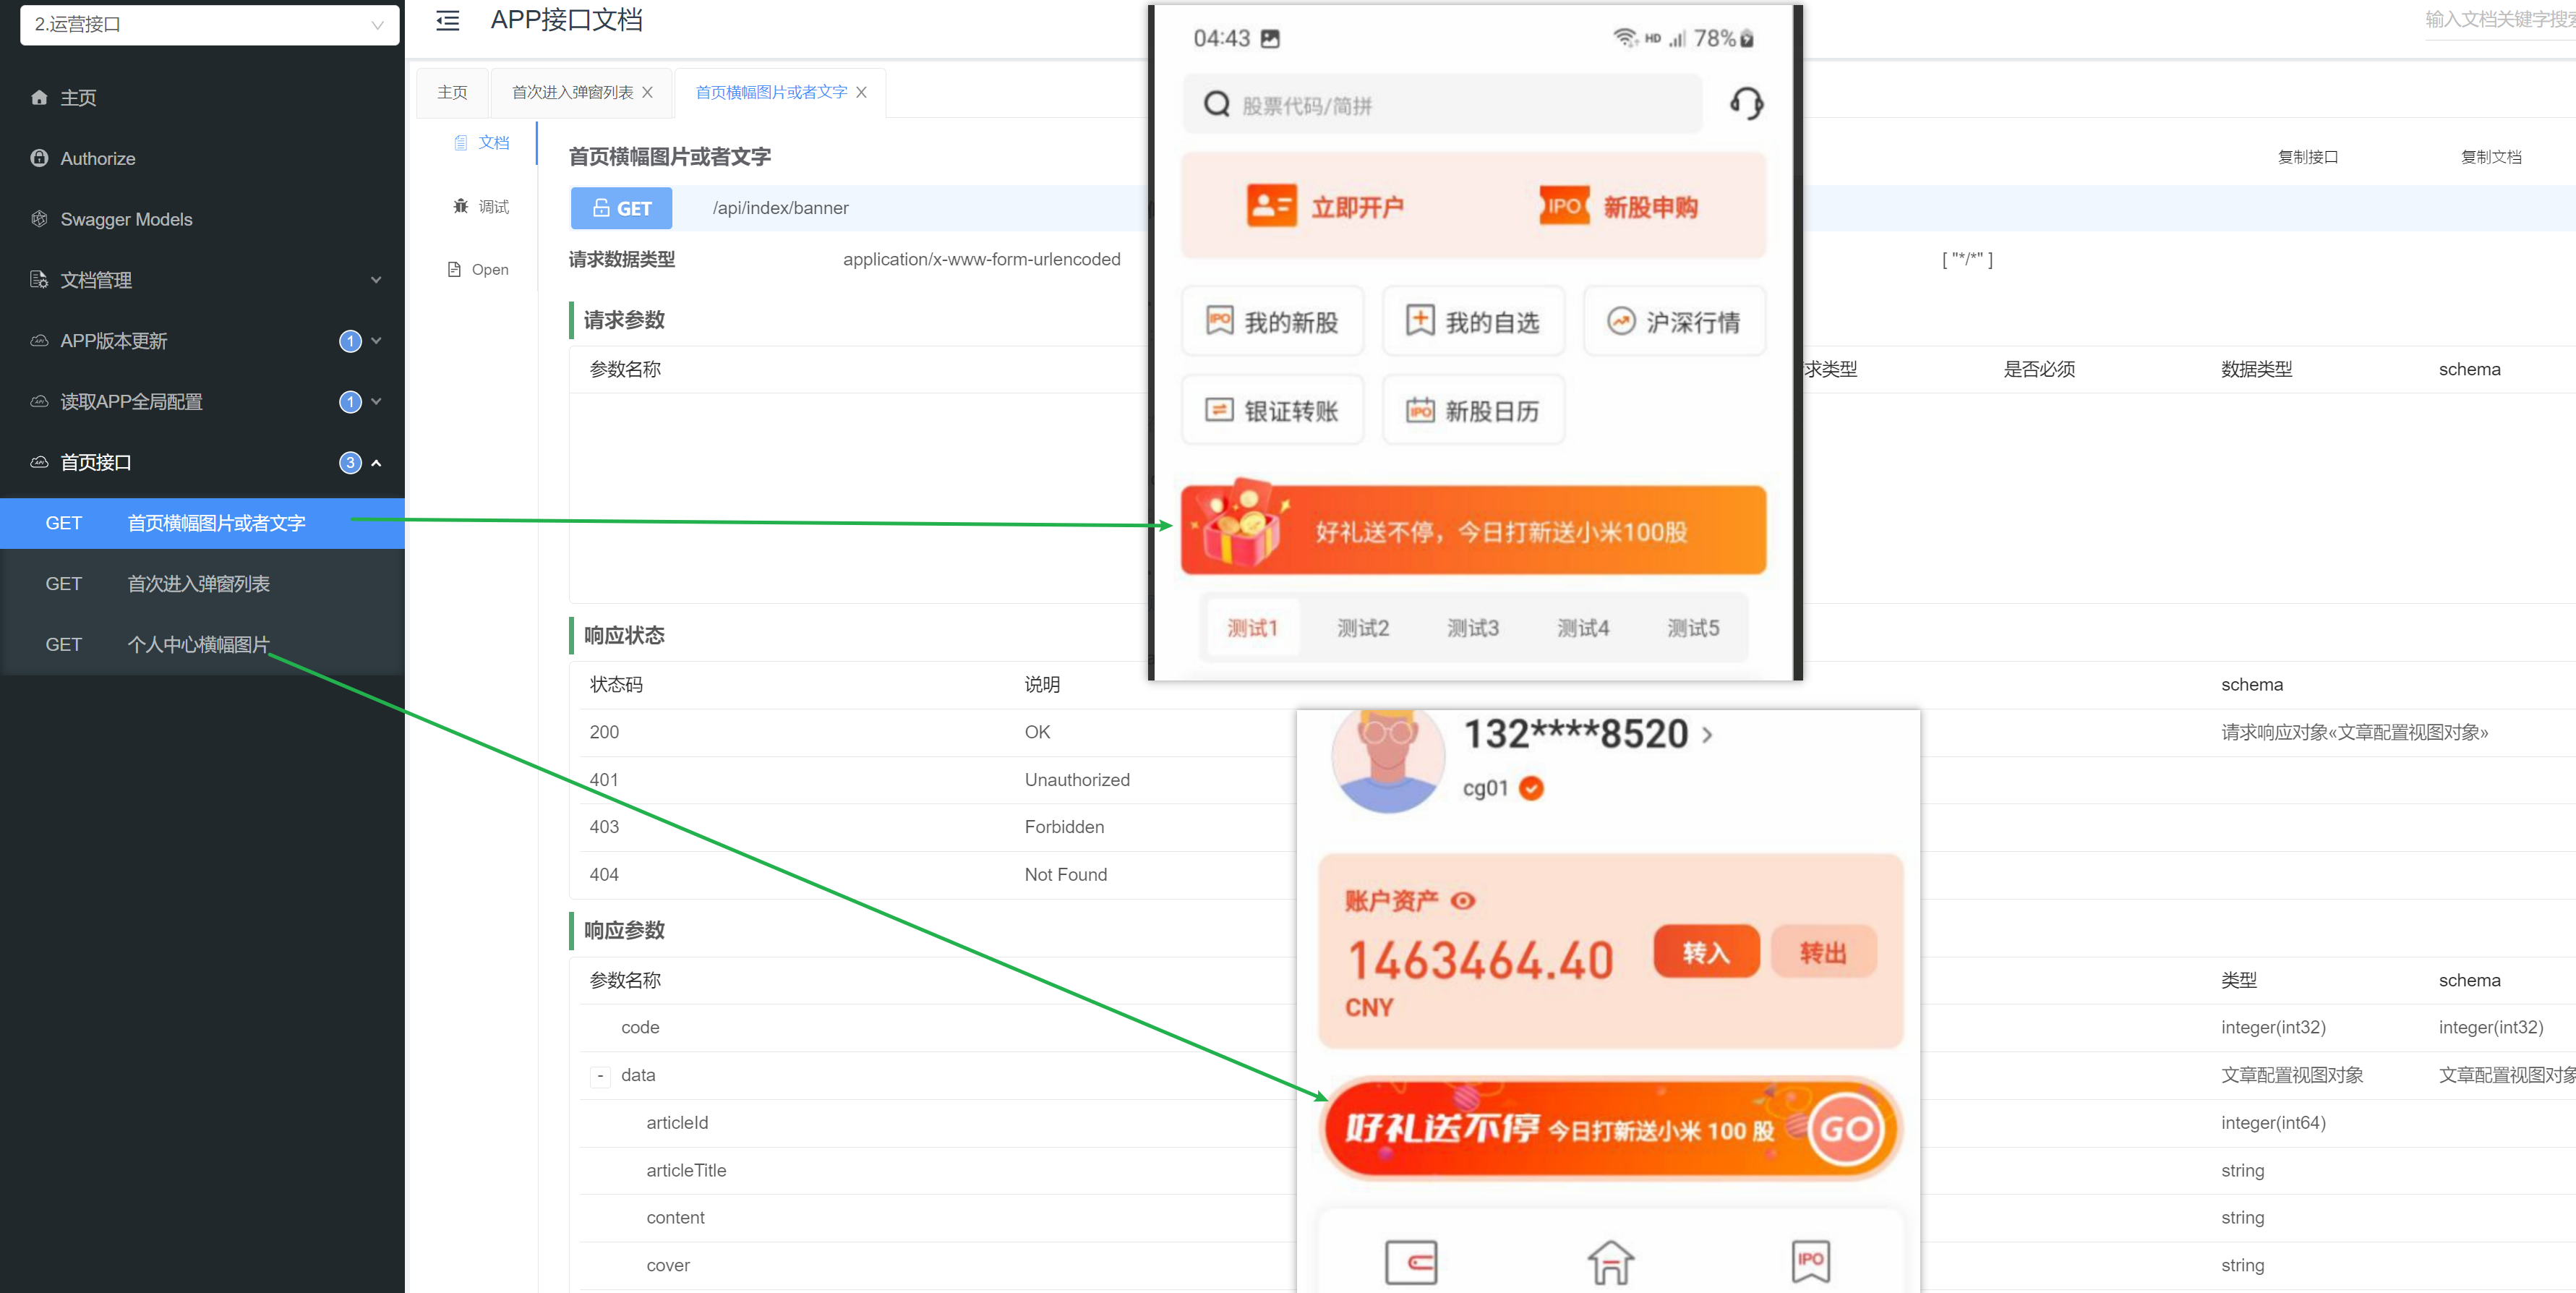 2.运营接口
主页
Authorize
Swagger Models
文档管理
APP版本更新 1
读取APP全局配置 1
首页接口 3
GET 首页横幅图片或者文字
GET 首次进入弹窗列表
GET 个人中心横幅图片
APP接口文档
输入文档关键字搜
主页 首次进入弹窗列表 首页横幅图片或者文字
文档
调试
Open
首页横幅图片或者文字
复制接口 复制文档
GET /api/index/banner
请求数据类型 application/x-www-form-urlencoded [ "*/*" ]
请求参数
参数名称 求类型 是否必须 数据类型 schema
响应状态
状态码 说明 schema
200 OK 请求响应对象«文章配置视图对象»
401 Unauthorized
403 Forbidden
404 Not Found
响应参数
参数名称 类型 schema
code integer(int32) integer(int32)
- data 文章配置视图对象 文章配置视图对象
articleId integer(int64)
articleTitle string
content string
cover string
04:43 HD 78%
股票代码/简拼
立即开户 IPO 新股申购
IPO 我的新股 我的自选 沪深行情
银证转账 IPO 新股日历
好礼送不停，今日打新送小米100股
测试1 测试2 测试3 测试4 测试5
132****8520
cg01
账户资产
1463464.40 转入 转出
CNY
好礼送不停 今日打新送小米 100 股 GO
IPO